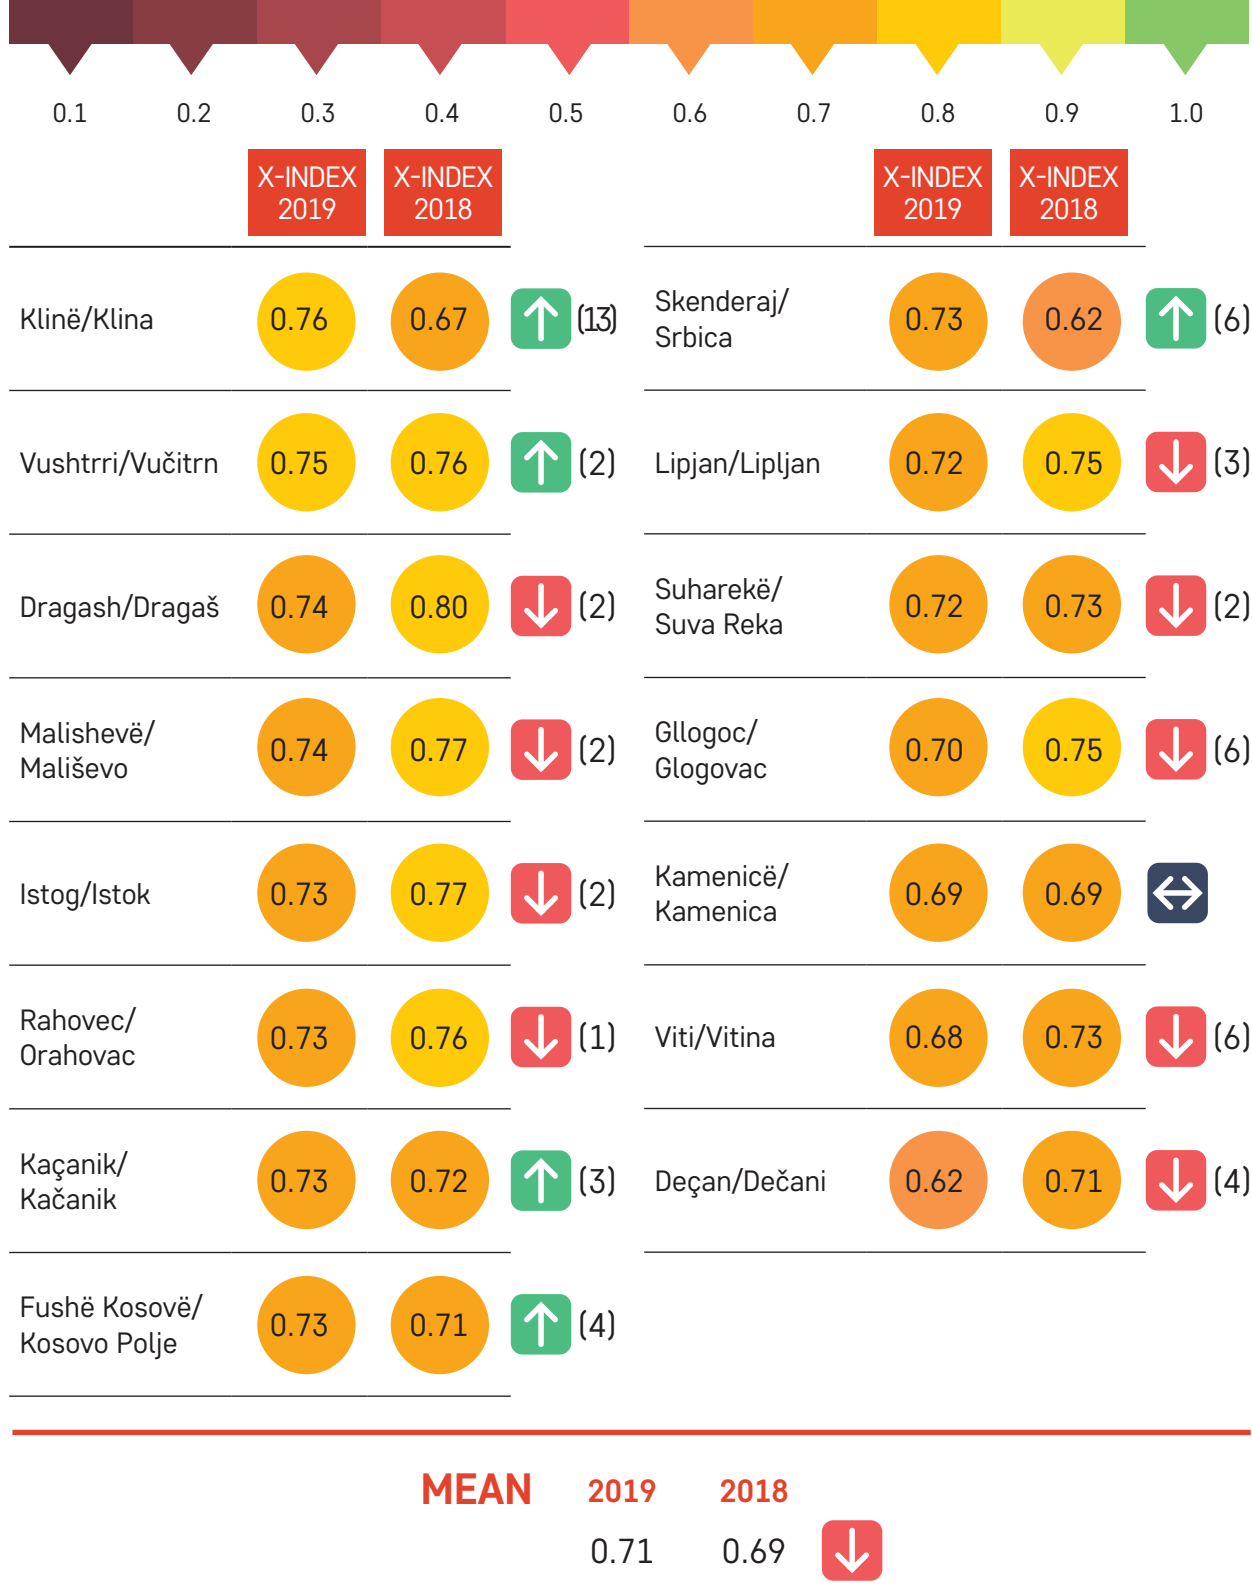 0.1 0.2 0.3 0.4 0.5 0.6 0.7 0.8 0.9 1.0
X-INDEX
2019
X-INDEX
2018
Klinë/Klina 0.76 0.67 (13)
Vushtrri/Vučitrn 0.75 0.76 (2)
Dragash/Dragaš 0.74 0.80 (2)
Malishevë/
Mališevo 0.74 0.77 (2)
Istog/Istok 0.73 0.77 (2)
Rahovec/
Orahovac 0.73 0.76 (1)
Kaçanik/
Kačanik 0.73 0.72 (3)
Fushë Kosovë/
Kosovo Polje 0.73 0.71 (4)
X-INDEX
2019
X-INDEX
2018
Skenderaj/
Srbica 0.73 0.62 (6)
Lipjan/Lipljan 0.72 0.75 (3)
Suharekë/
Suva Reka 0.72 0.73 (2)
Gllogoc/
Glogovac 0.70 0.75 (6)
Kamenicë/
Kamenica 0.69 0.69
Viti/Vitina 0.68 0.73 (6)
Deçan/Dečani 0.62 0.71 (4)
MEAN 2019 2018
0.71 0.69